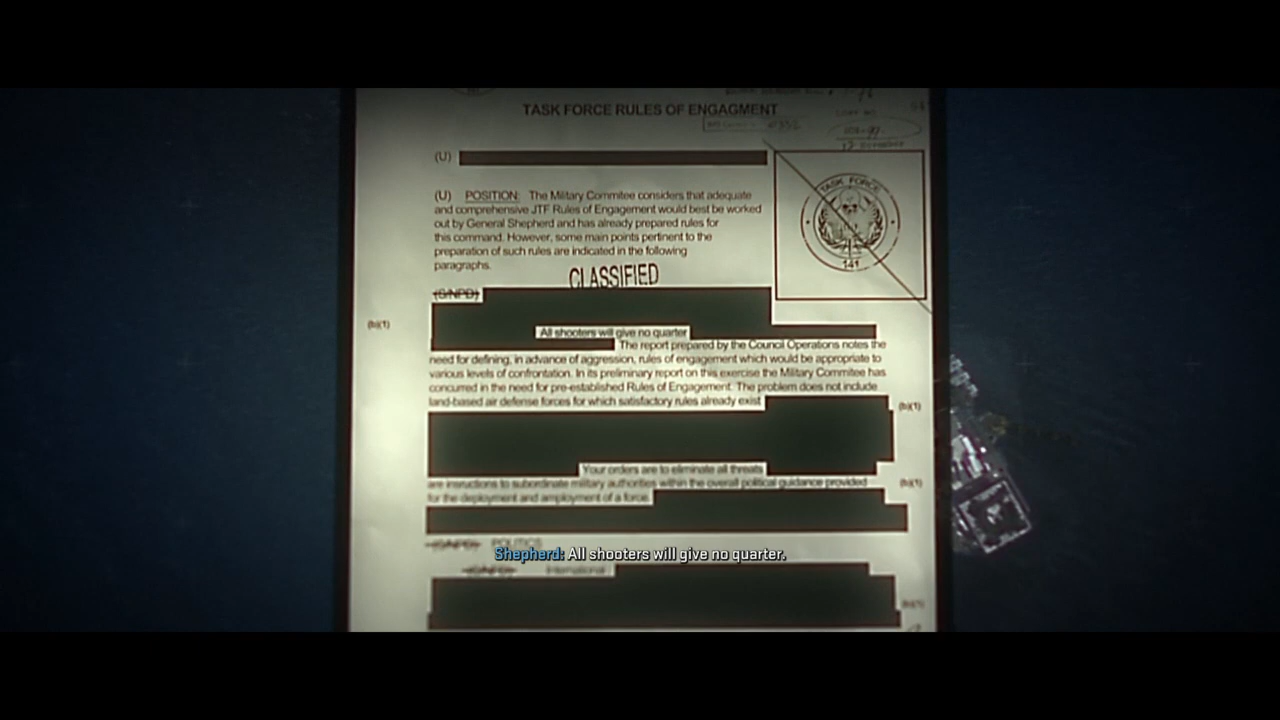 TASK FORCE RULES OF ENGAGMENT
(U)
(U) POSITION: The Military Commitee considers that adequate
and comprehensive JTF Rules of Engagement would best be worked
out by General Shepherd and has already prepared rules for
this command. However, some main points pertinent to the
preparation of such rules are indicated in the following
paragraphs.
TASK FORCE
141
CLASSIFIED
(S/NPD)
(b)(1)
All shooters will give no quarter
The report prepared by the Council Operations notes the
need for defining, in advance of aggression, rules of engagement which would be appropriate to
various levels of confrontation. In its preliminary report on this exercise the Military Commitee has
concurred in the need for pre-established Rules of Engagement. The problem does not include
land-based air defense forces for which satisfactory rules already exist
(b)(1)
Your orders are to eliminate all threats
are insructions to subordinate military authorities within the overall political guidance provided
(b)(1)
for the deployment and amployment of a force.
(S/NPD) POLITICS
Shepherd: All shooters will give no quarter.
(S/NPD) International
(b)(1)